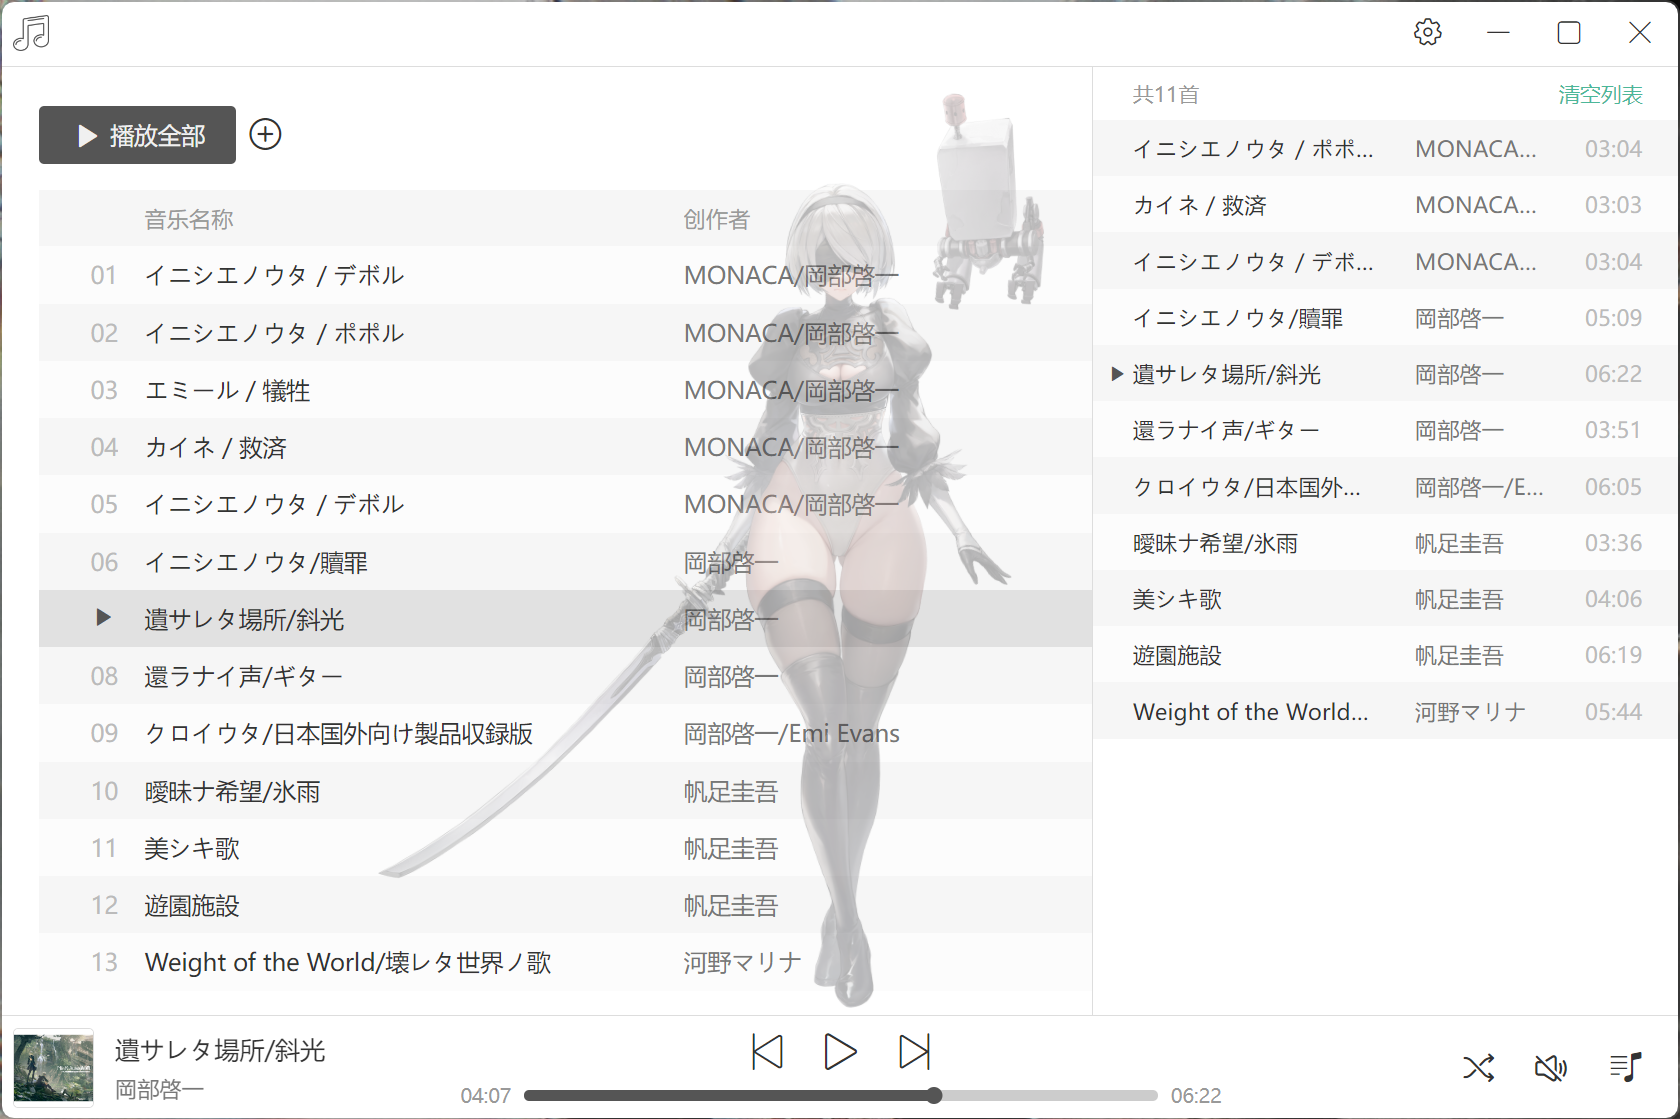 播放全部
音乐名称 创作者
01 イニシエノウタ / デボル MONACA/岡部啓一
02 イニシエノウタ / ポポル MONACA/岡部啓一
03 エミール / 犠牲 MONACA/岡部啓一
04 カイネ / 救済 MONACA/岡部啓一
05 イニシエノウタ / デボル MONACA/岡部啓一
06 イニシエノウタ/贖罪 岡部啓一
遺サレタ場所/斜光 岡部啓一
08 還ラナイ声/ギター 岡部啓一
09 クロイウタ/日本国外向け製品収録版 岡部啓一/Emi Evans
10 曖昧ナ希望/氷雨 帆足圭吾
11 美シキ歌 帆足圭吾
12 遊園施設 帆足圭吾
13 Weight of the World/壊レタ世界ノ歌 河野マリナ
共11首 清空列表
イニシエノウタ / ポポ... MONACA... 03:04
カイネ / 救済 MONACA... 03:03
イニシエノウタ / デボ... MONACA... 03:04
イニシエノウタ/贖罪 岡部啓一 05:09
遺サレタ場所/斜光 岡部啓一 06:22
還ラナイ声/ギター 岡部啓一 03:51
クロイウタ/日本国外... 岡部啓一/E... 06:05
曖昧ナ希望/氷雨 帆足圭吾 03:36
美シキ歌 帆足圭吾 04:06
遊園施設 帆足圭吾 06:19
Weight of the World... 河野マリナ 05:44
遺サレタ場所/斜光
岡部啓一
04:07 06:22